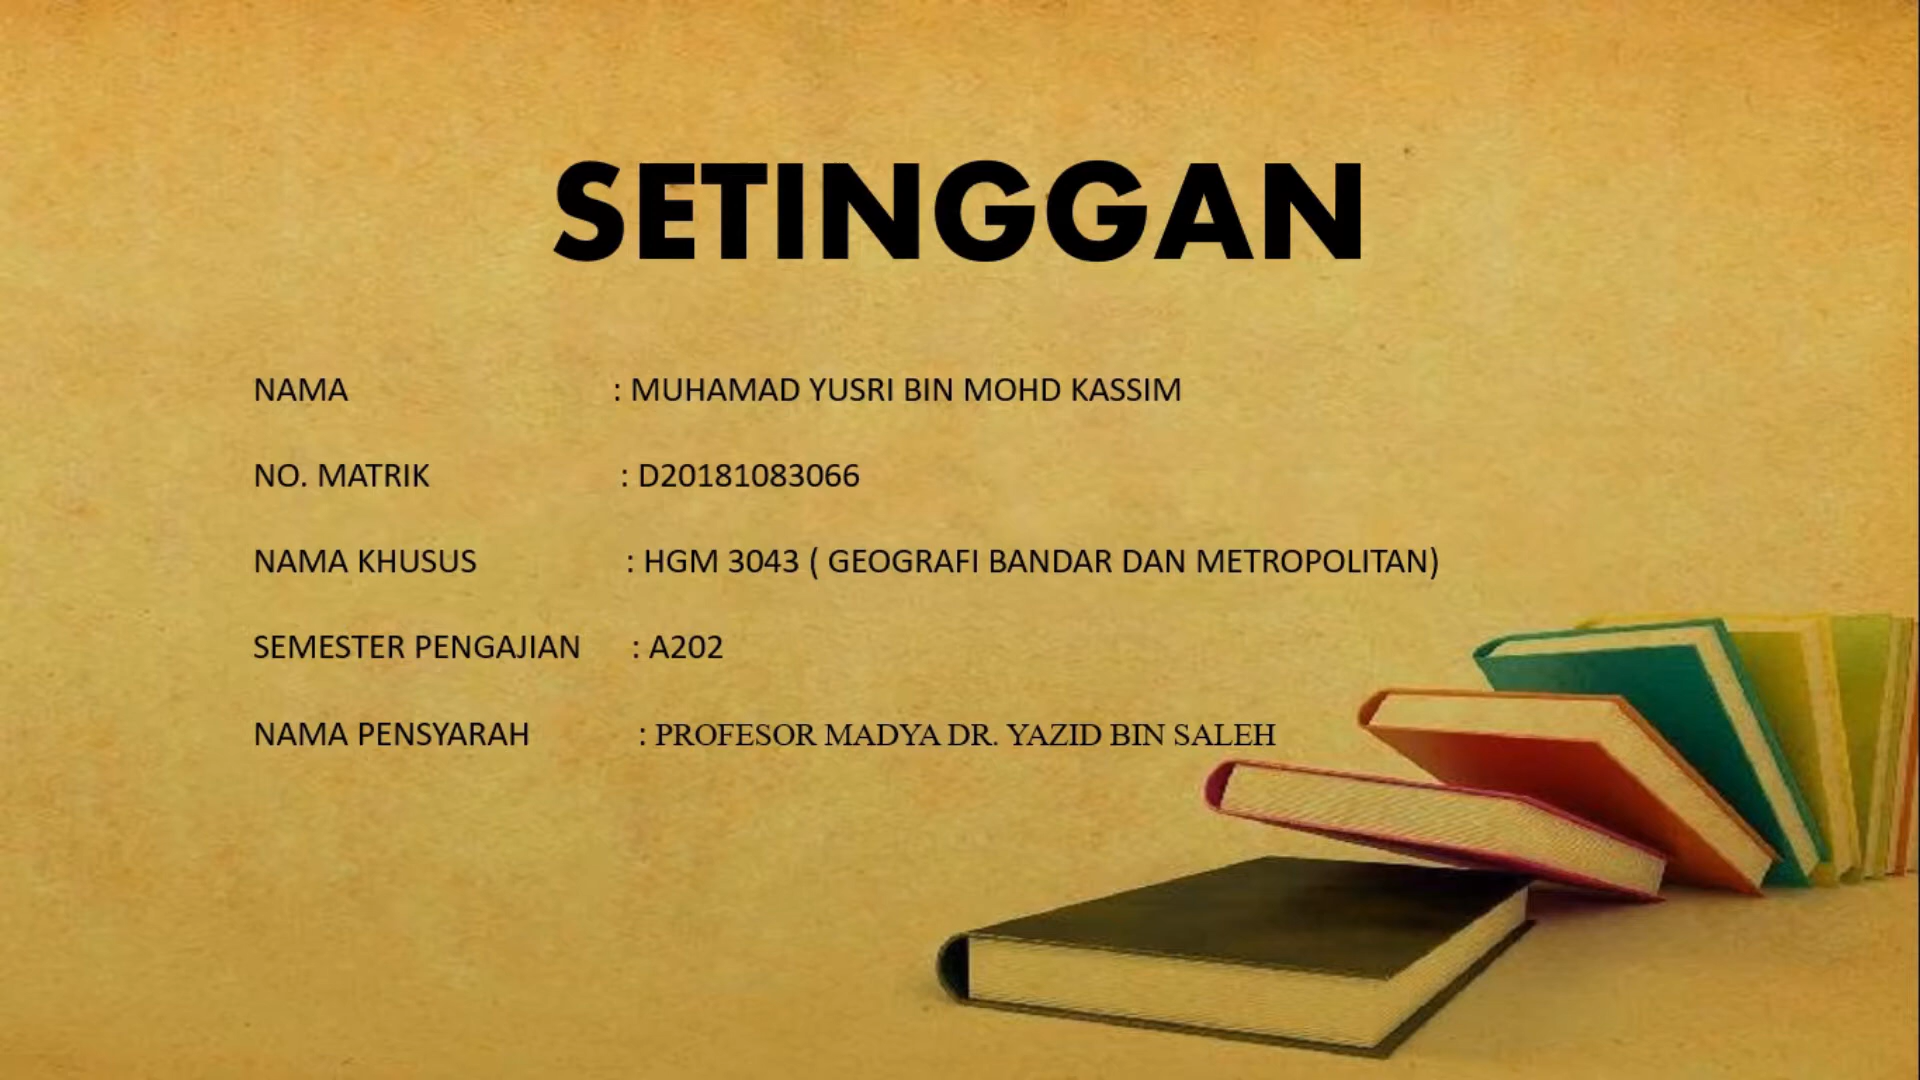 SETINGGAN
NAMA : MUHAMAD YUSRI BIN MOHD KASSIM
NO. MATRIK : D20181083066
NAMA KHUSUS : HGM 3043 ( GEOGRAFI BANDAR DAN METROPOLITAN)
SEMESTER PENGAJIAN : A202
NAMA PENSYARAH : PROFESOR MADYA DR. YAZID BIN SALEH